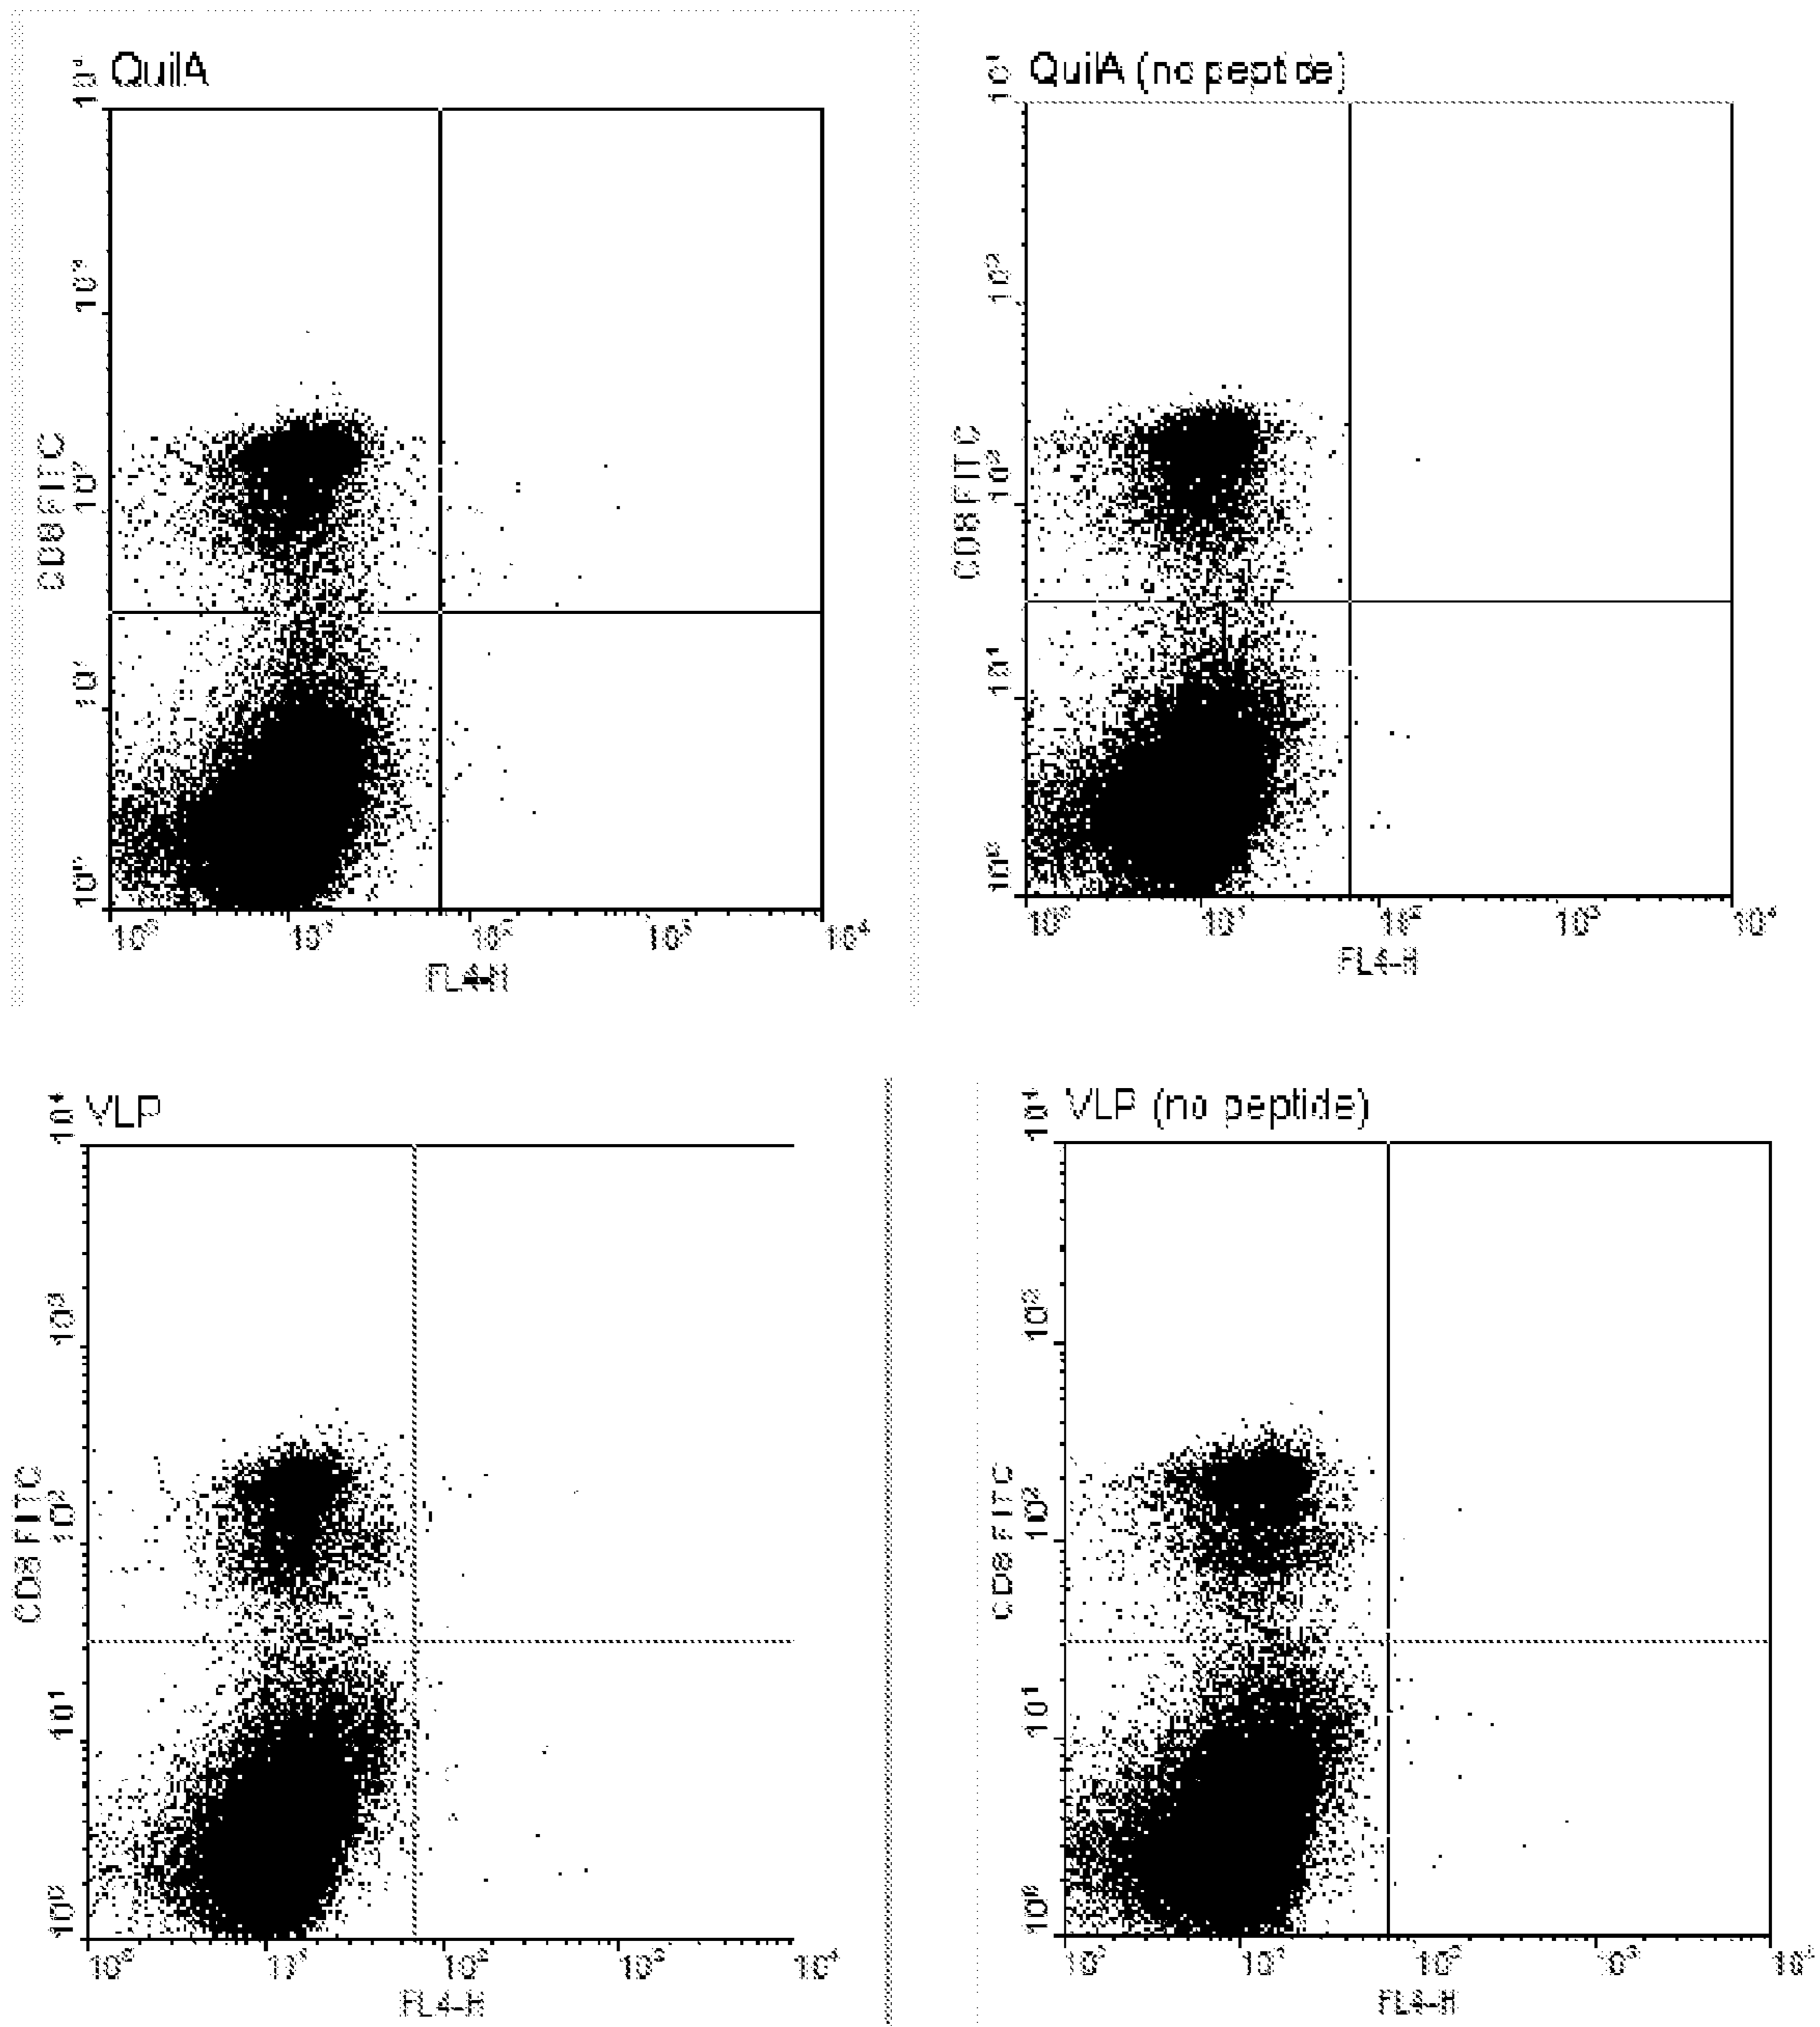 QuilA
10⁴
10³
10²
10¹
10⁰
CD8 FITC
10⁰ 10¹ 10² 10³ 10⁴
FL4-H
QuilA (no peptide)
10³
10²
10¹
10⁰
CD8 FITC
10⁰ 10¹ 10² 10³ 10⁴
FL4-H
VLP
10⁴
10³
10²
10¹
10⁰
CD8 FITC
10⁰ 10¹ 10² 10³ 10⁴
FL4-H
VLP (no peptide)
10⁴
10³
10²
10¹
10⁰
CD8 FITC
10⁰ 10¹ 10² 10³ 10⁴
FL4-H